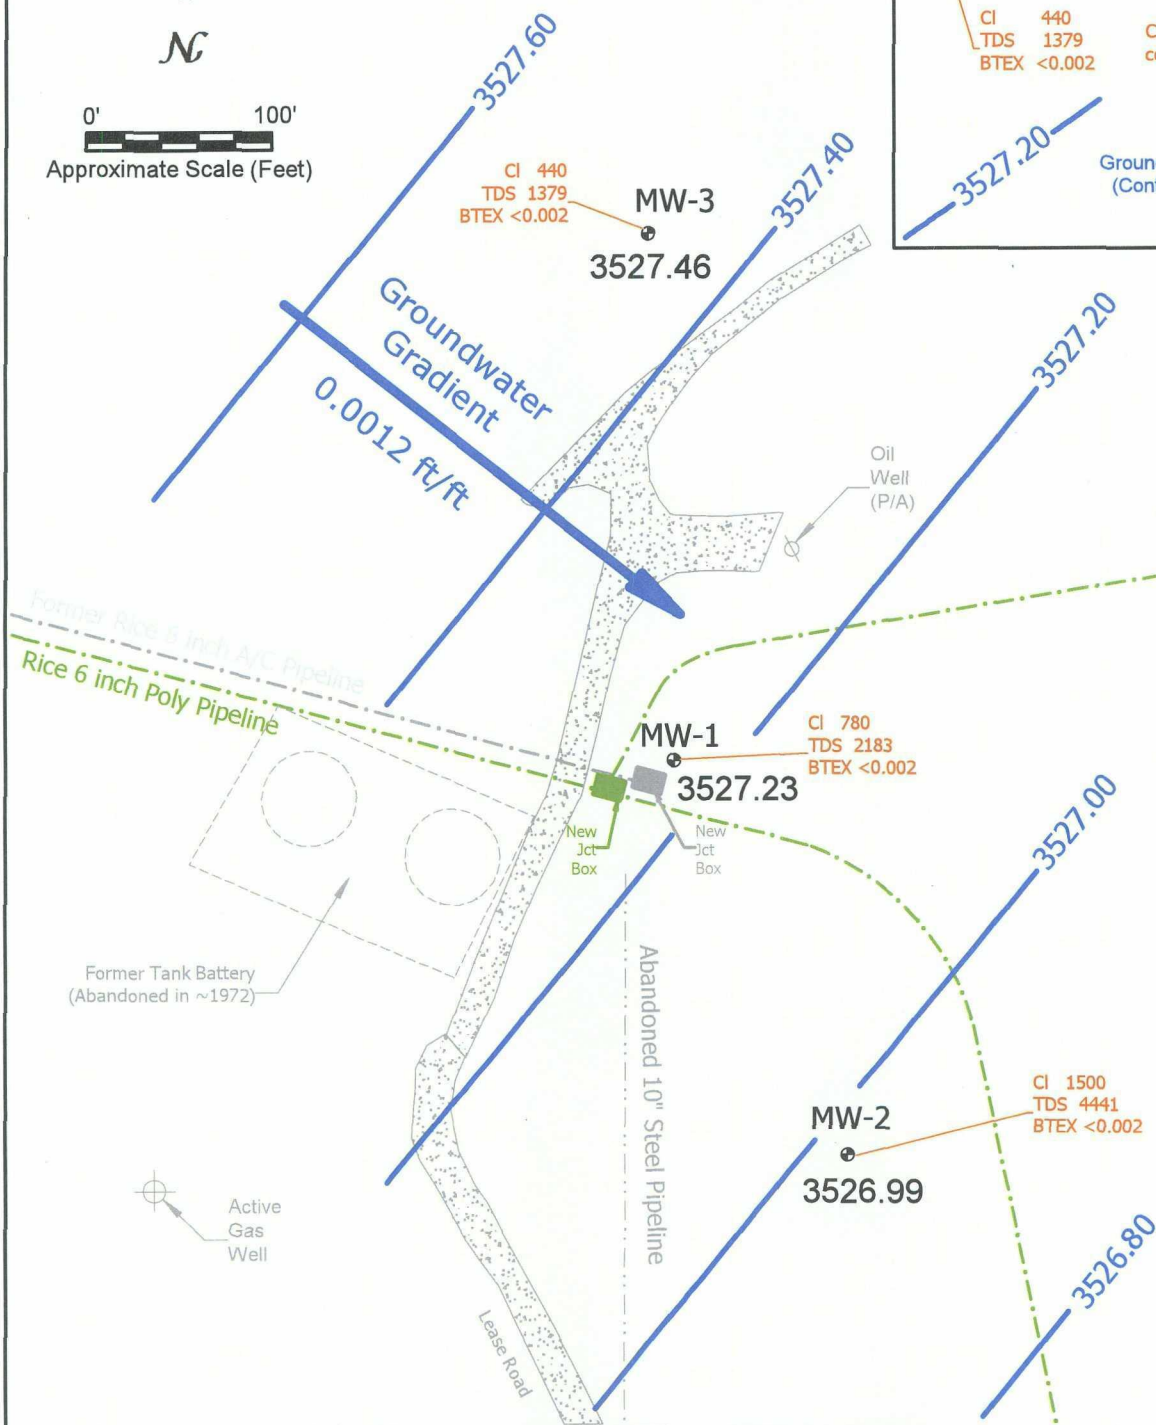 N
0' 100'
Approximate Scale (Feet)
3527.60
Cl 440
TDS 1379
BTEX <0.002
MW-3
3527.46
3527.40
Cl 440
TDS 1379
BTEX <0.002
3527.20
Groundwater
Gradient
0.0012 ft/ft
3527.20
Oil
Well
(P/A)
Former Rice 8 inch A/C Pipeline
Rice 6 inch Poly Pipeline
MW-1
3527.23
Cl 780
TDS 2183
BTEX <0.002
New
Jct
Box
New
Jct
Box
3527.00
Former Tank Battery
(Abandoned in ~1972)
Abandoned 10" Steel Pipeline
MW-2
3526.99
Cl 1500
TDS 4441
BTEX <0.002
Active
Gas
Well
3526.80
Lease Road